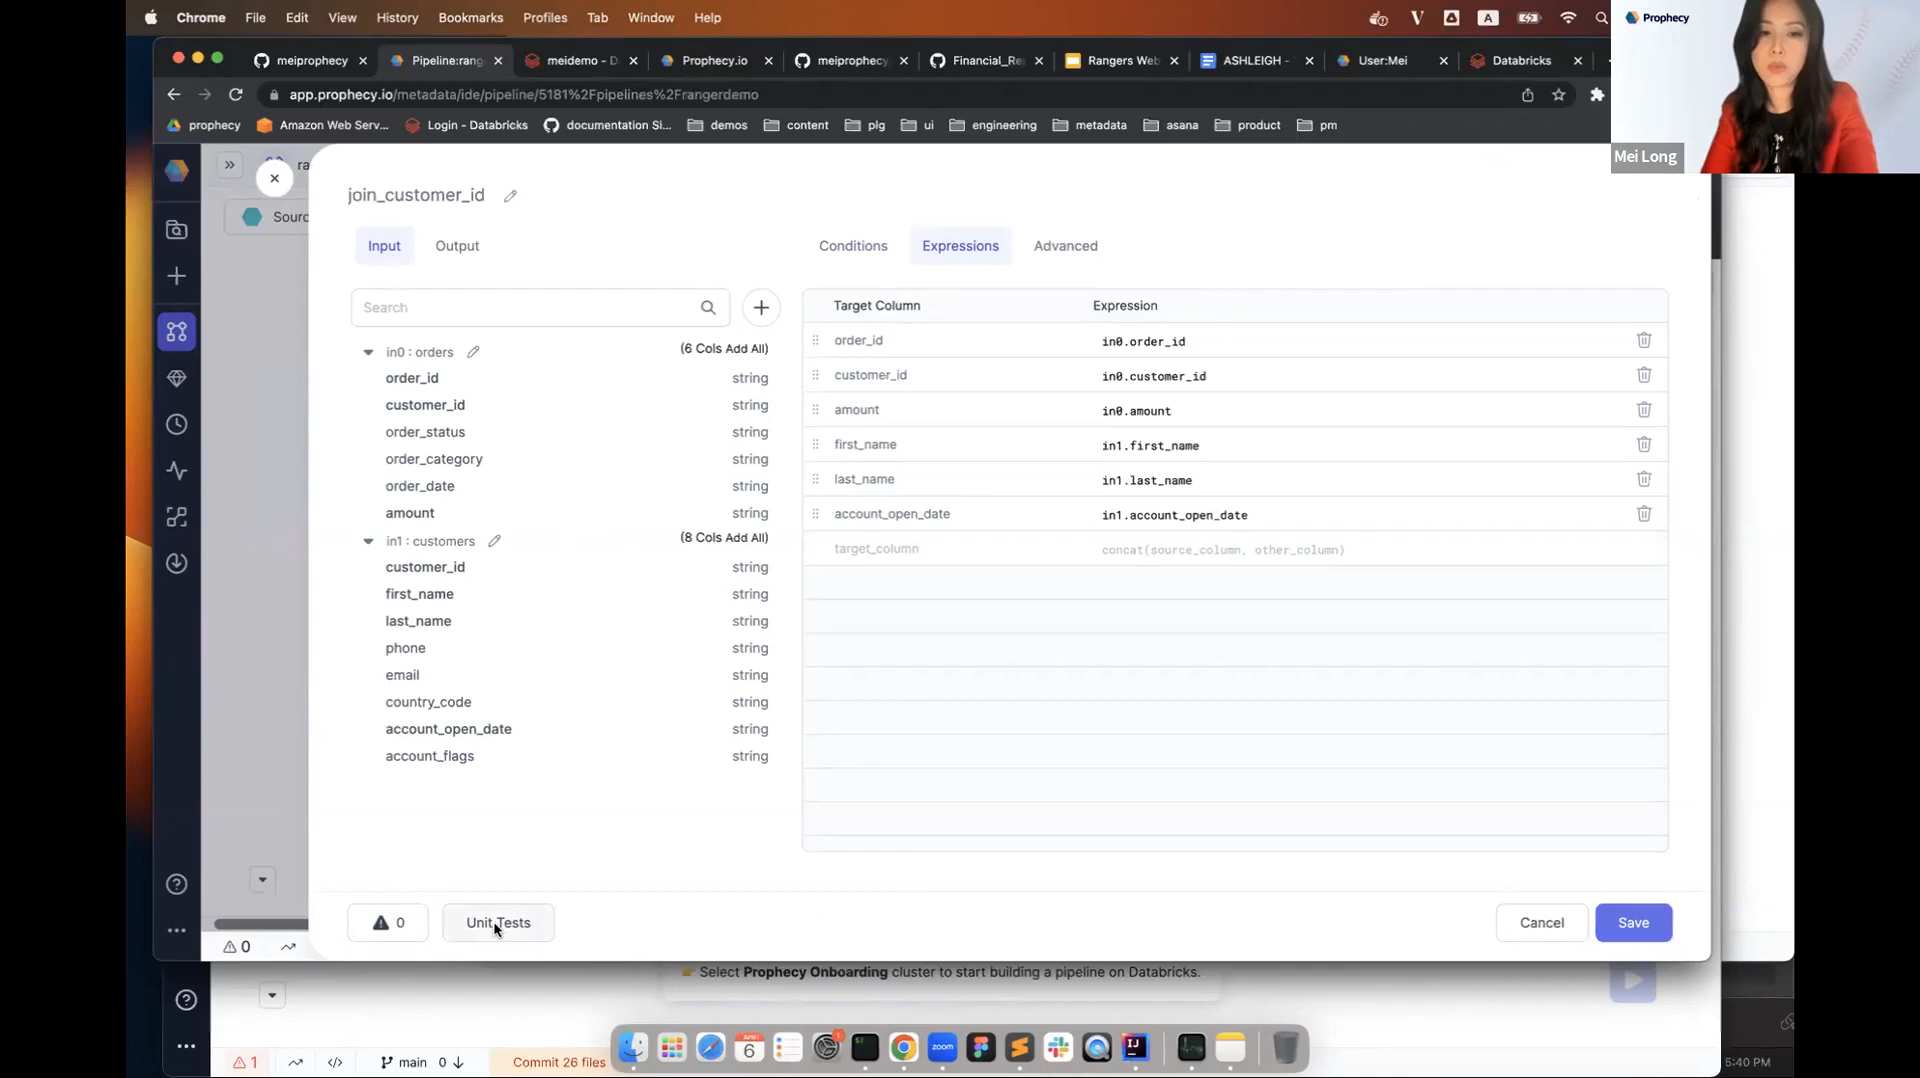 Chrome File Edit View History Bookmarks Profiles Tab Window Help
A
Prophecy
meiprophecy Pipeline:rang meidemo - D Prophecy.io meiprophecy Financial_Re Rangers Web ASHLEIGH - User:Mei Databricks
app.prophecy.io/metadata/ide/pipeline/5181%2Fpipelines%2Frangerdemo
prophecy Amazon Web Serv... Login - Databricks documentation Si... demos content plg ui engineering metadata asana product pm
Mei Long
ra
Sourc
join_customer_id
Input Output
Conditions Expressions Advanced
Search
Target Column Expression
in0 : orders (6 Cols Add All)
order_id string
customer_id string
order_status string
order_category string
order_date string
amount string
in1 : customers (8 Cols Add All)
customer_id string
first_name string
last_name string
phone string
email string
country_code string
account_open_date string
account_flags string
order_id in0.order_id
customer_id in0.customer_id
amount in0.amount
first_name in1.first_name
last_name in1.last_name
account_open_date in1.account_open_date
target_column concat(source_column, other_column)
0 Unit Tests
Cancel Save
0
Select Prophecy Onboarding cluster to start building a pipeline on Databricks.
6
zoom
IJ
1 main 0 Commit 26 files
5:40 PM